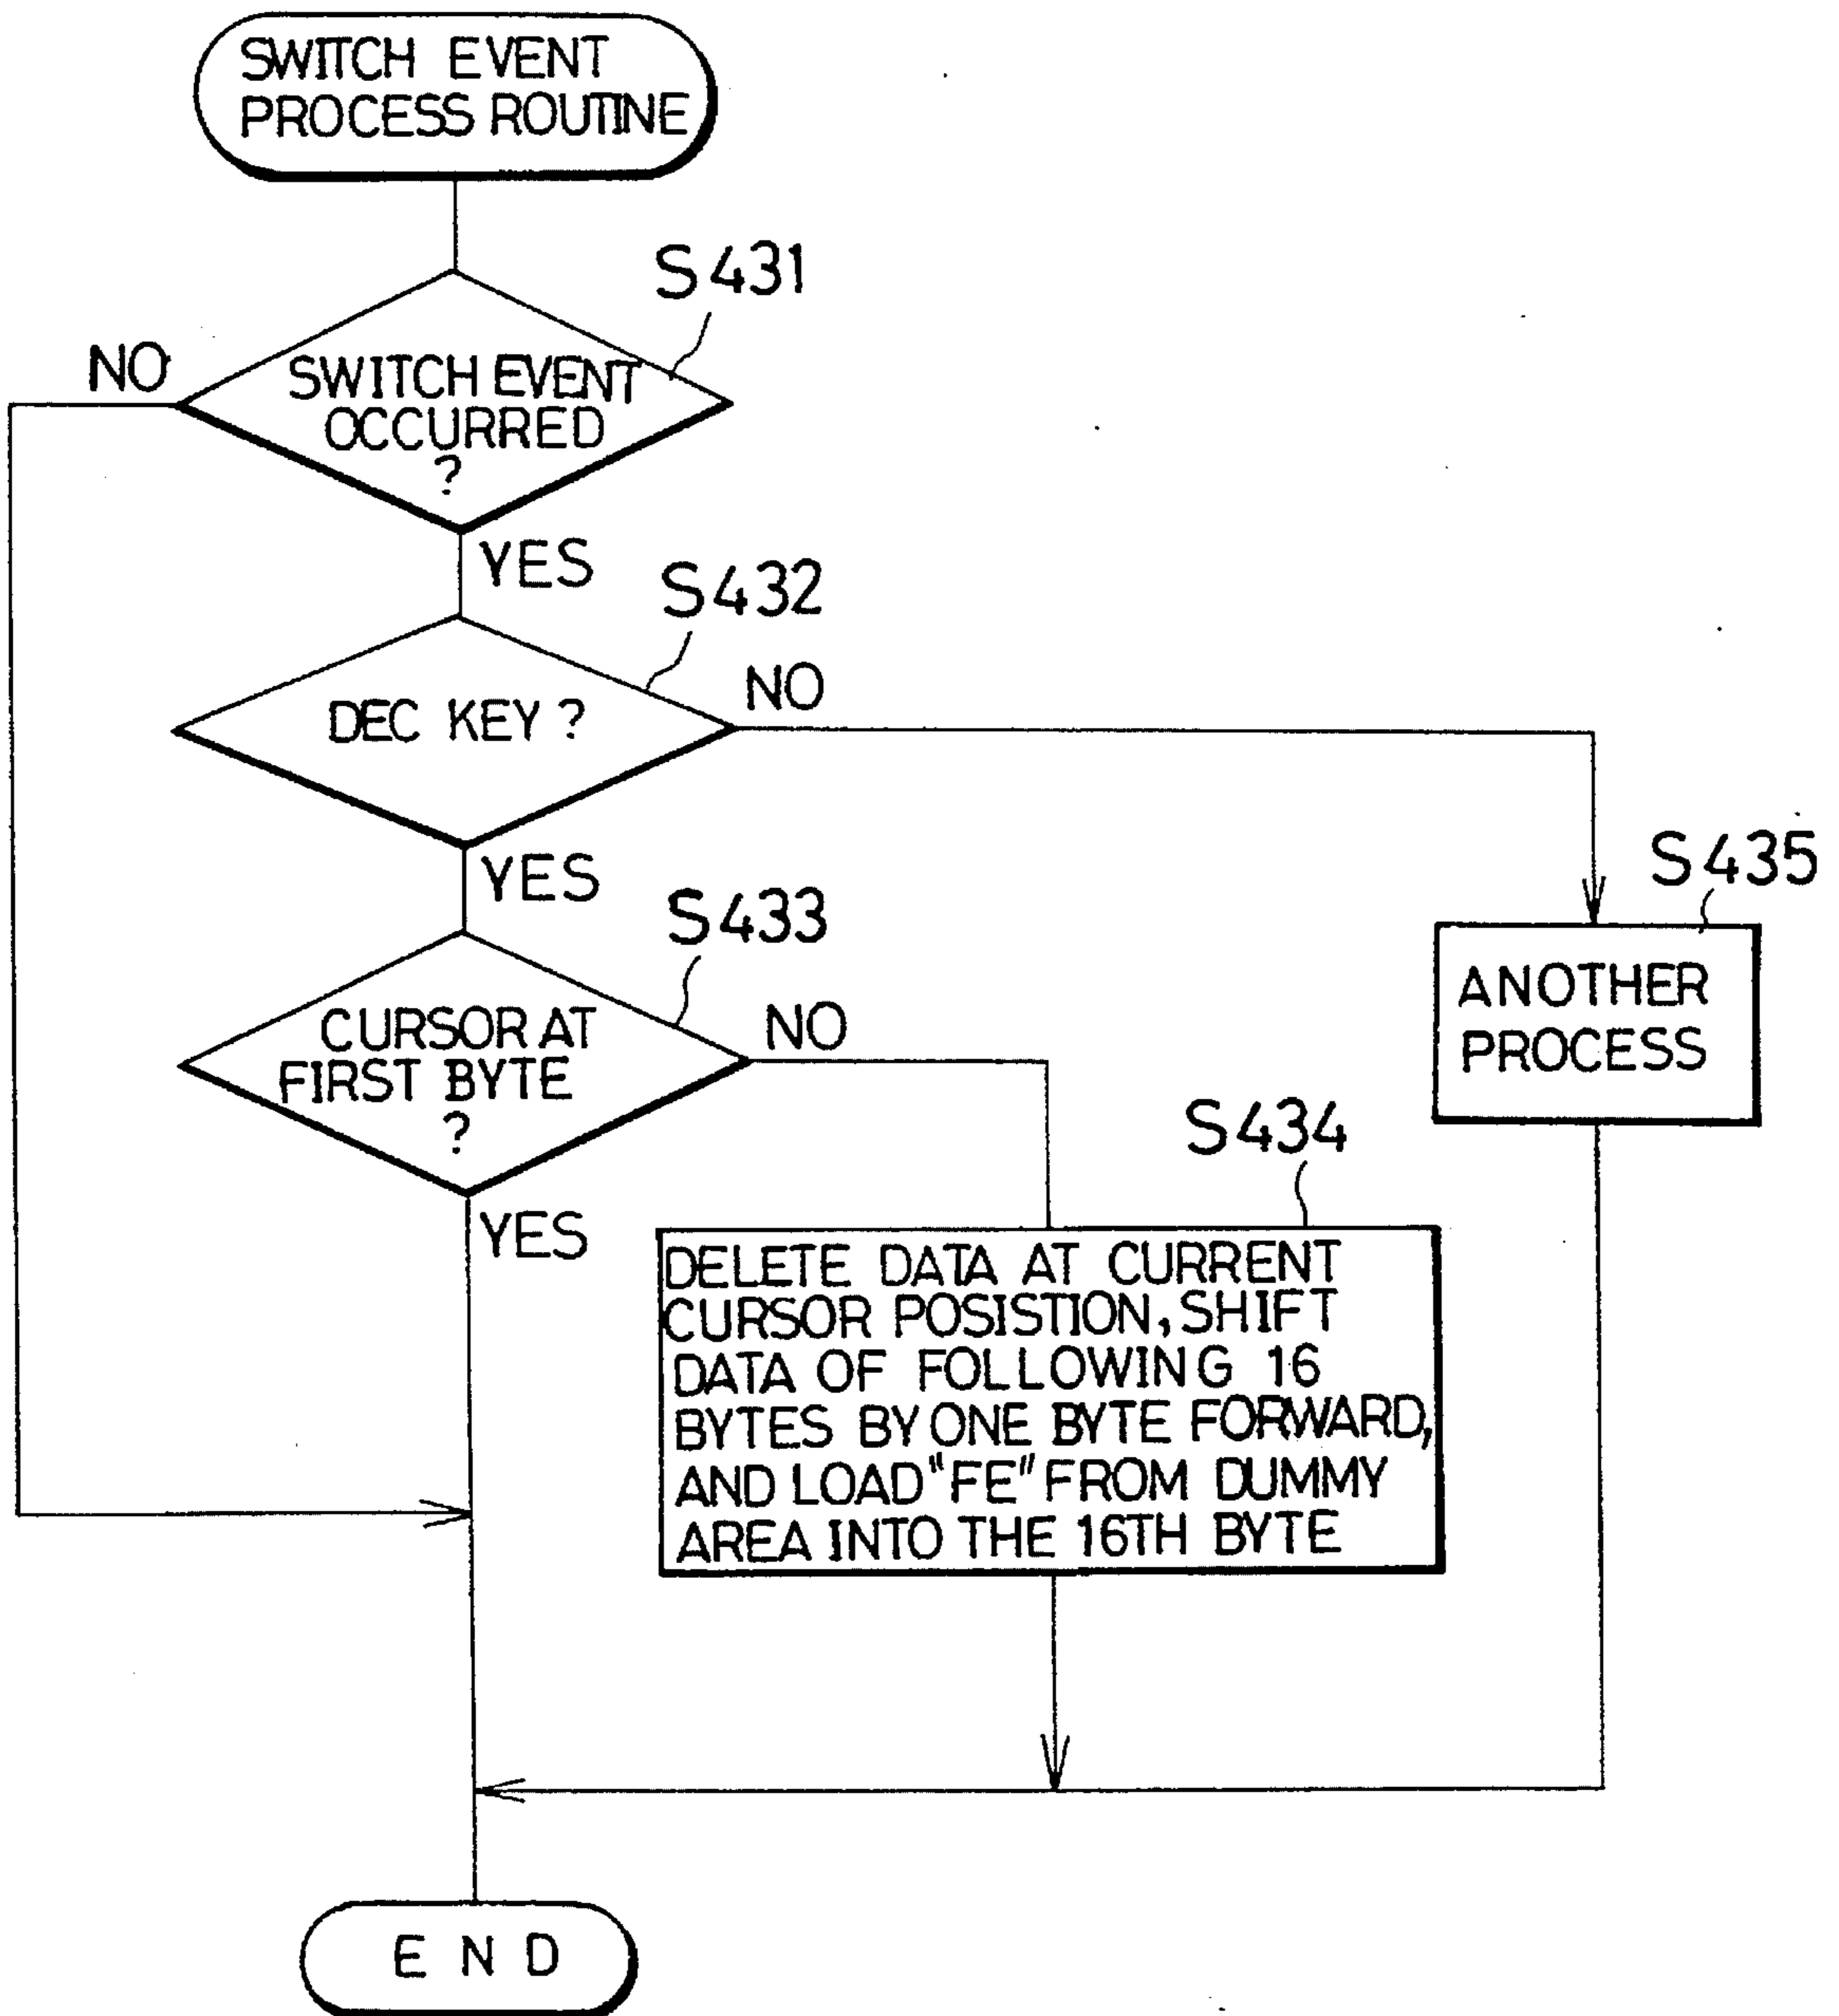 SWITCH EVENT
PROCESS ROUTINE
S431
NO
SWITCH EVENT
OCCURRED
?
YES
S432
DEC KEY ?
NO
YES
S433
S435
CURSOR AT
FIRST BYTE
?
NO
ANOTHER
PROCESS
YES
S434
DELETE DATA AT CURRENT
CURSOR POSISTION, SHIFT
DATA OF FOLLOWING 16
BYTES BY ONE BYTE FORWARD,
AND LOAD "FE" FROM DUMMY
AREA INTO THE 16TH BYTE
END